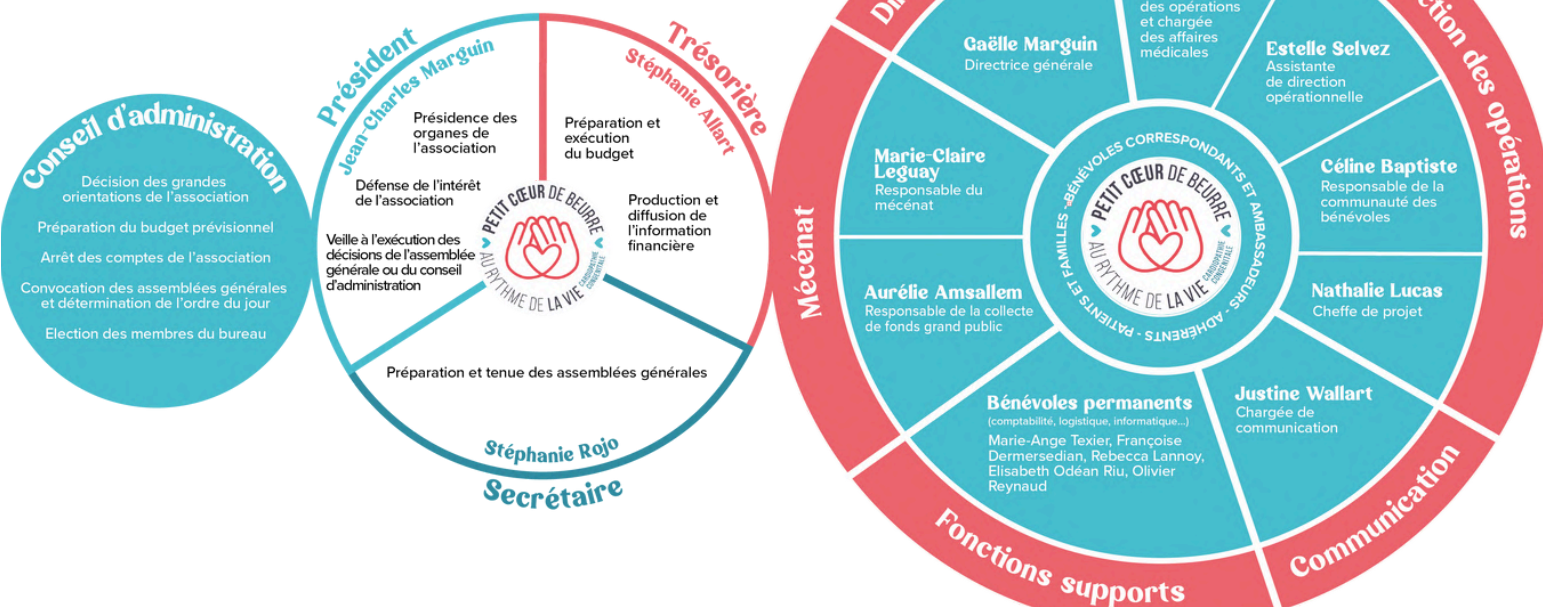 Conseil d'administration
Décision des grandes
orientations de l'association
Préparation du budget prévisionnel
Arrêt des comptes de l'association
Convocation des assemblées générales
et détermination de l'ordre du jour
Election des membres du bureau
Président
Jean-Charles Marguin
Présidence des
organes de
l'association
Défense de l'intérêt
de l'association
Veille à l'exécution des
décisions de l'assemblée
générale ou du conseil
d'administration
Trésorière
Stéphanie Allart
Préparation et
exécution
du budget
Production et
diffusion de
l'information
financière
PETIT CŒUR DE BEURRE
AU RYTHME DE LA VIE
CARDIOPATHIE
CONGENITALE
Préparation et tenue des assemblées générales
Stéphanie Rojo
Secrétaire
des opérations
et chargée
des affaires
médicales
Gaëlle Marguin
Directrice générale
Estelle Selvez
Assistante
de direction
opérationnelle
ction des opérations
Céline Baptiste
Responsable de la
communauté des
bénévoles
Nathalie Lucas
Cheffe de projet
Mécénat
Marie-Claire
Leguay
Responsable du
mécénat
Aurélie Amsallem
Responsable de la collecte
de fonds grand public
BÉNÉVOLES CORRESPONDANTS ET AMBASSADEURS - ADHÉRENTS - PATIENTS ET FAMILLES -
PETIT CŒUR DE BEURRE
AU RYTHME DE LA VIE
CARDIOPATHIE
CONGENITALE
Justine Wallart
Chargée de
communication
Communication
Bénévoles permanents
(comptabilité, logistique, informatique...)
Marie-Ange Texier, Françoise
Dermersedian, Rebecca Lannoy,
Elisabeth Odéan Riu, Olivier
Reynaud
Fonctions supports